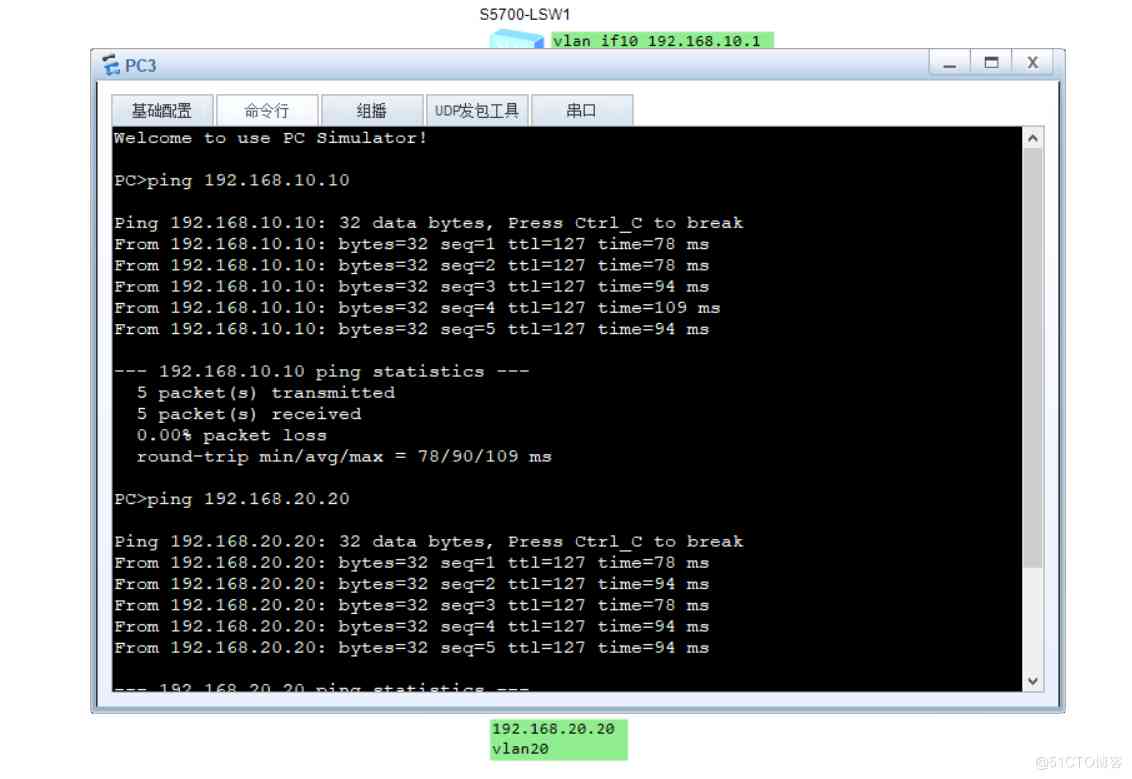 S5700-LSW1
vlan if10 192.168.10.1
PC3
基础配置 命令行 组播 UDP发包工具 串口
Welcome to use PC Simulator!
PC>ping 192.168.10.10
Ping 192.168.10.10: 32 data bytes, Press Ctrl_C to break
From 192.168.10.10: bytes=32 seq=1 ttl=127 time=78 ms
From 192.168.10.10: bytes=32 seq=2 ttl=127 time=78 ms
From 192.168.10.10: bytes=32 seq=3 ttl=127 time=94 ms
From 192.168.10.10: bytes=32 seq=4 ttl=127 time=109 ms
From 192.168.10.10: bytes=32 seq=5 ttl=127 time=94 ms
--- 192.168.10.10 ping statistics ---
5 packet(s) transmitted
5 packet(s) received
0.00% packet loss
round-trip min/avg/max = 78/90/109 ms
PC>ping 192.168.20.20
Ping 192.168.20.20: 32 data bytes, Press Ctrl_C to break
From 192.168.20.20: bytes=32 seq=1 ttl=127 time=78 ms
From 192.168.20.20: bytes=32 seq=2 ttl=127 time=94 ms
From 192.168.20.20: bytes=32 seq=3 ttl=127 time=78 ms
From 192.168.20.20: bytes=32 seq=4 ttl=127 time=94 ms
From 192.168.20.20: bytes=32 seq=5 ttl=127 time=94 ms
--- 192.168.20.20 ping statistics ---
192.168.20.20
vlan20
@51CTO博客